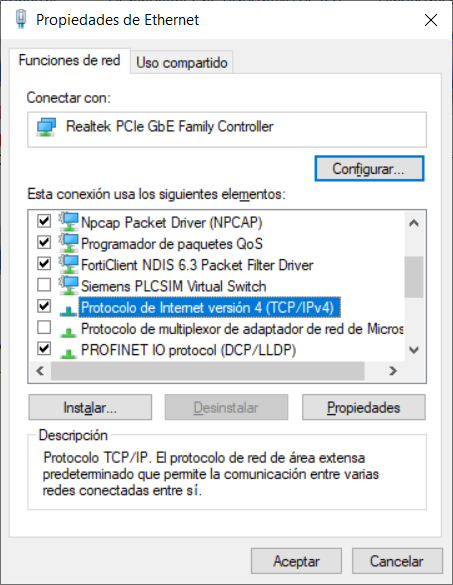 Propiedades de Ethernet
Funciones de red
Uso compartido
Conectar con:
Realtek PCIe GbE Family Controller
Configurar...
Esta conexión usa los siguientes elementos:
Npcap Packet Driver (NPCAP)
Programador de paquetes QoS
FortiClient NDIS 6.3 Packet Filter Driver
Siemens PLCSIM Virtual Switch
Protocolo de Internet versión 4 (TCP/IPv4)
Protocolo de multiplexor de adaptador de red de Micros
PROFINET IO protocol (DCP/LLDP)
Instalar...
Desinstalar
Propiedades
Descripción
Protocolo TCP/IP. El protocolo de red de área extensa
predeterminado que permite la comunicación entre varias
redes conectadas entre sí.
Aceptar
Cancelar